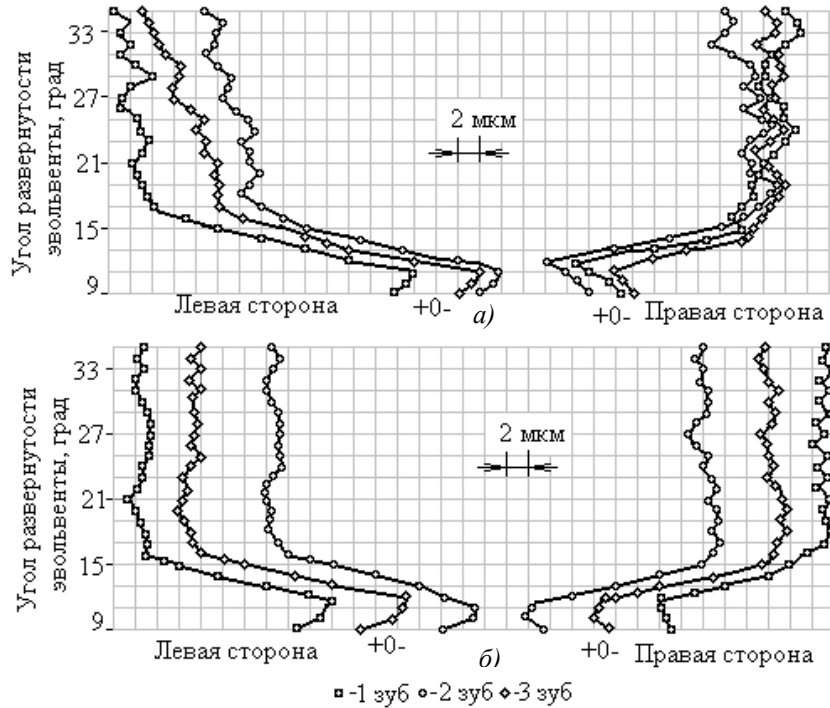 Угол развернутости
эвольвенты, град
33
27
21
15
9
2 мкм
Левая сторона
+0-
а)
+0-
Правая сторона
Угол развернутости
эвольвенты, град
33
27
21
15
9
2 мкм
Левая сторона
+0-
б)
+0-
Правая сторона
-1 зуб -2 зуб -3 зуб